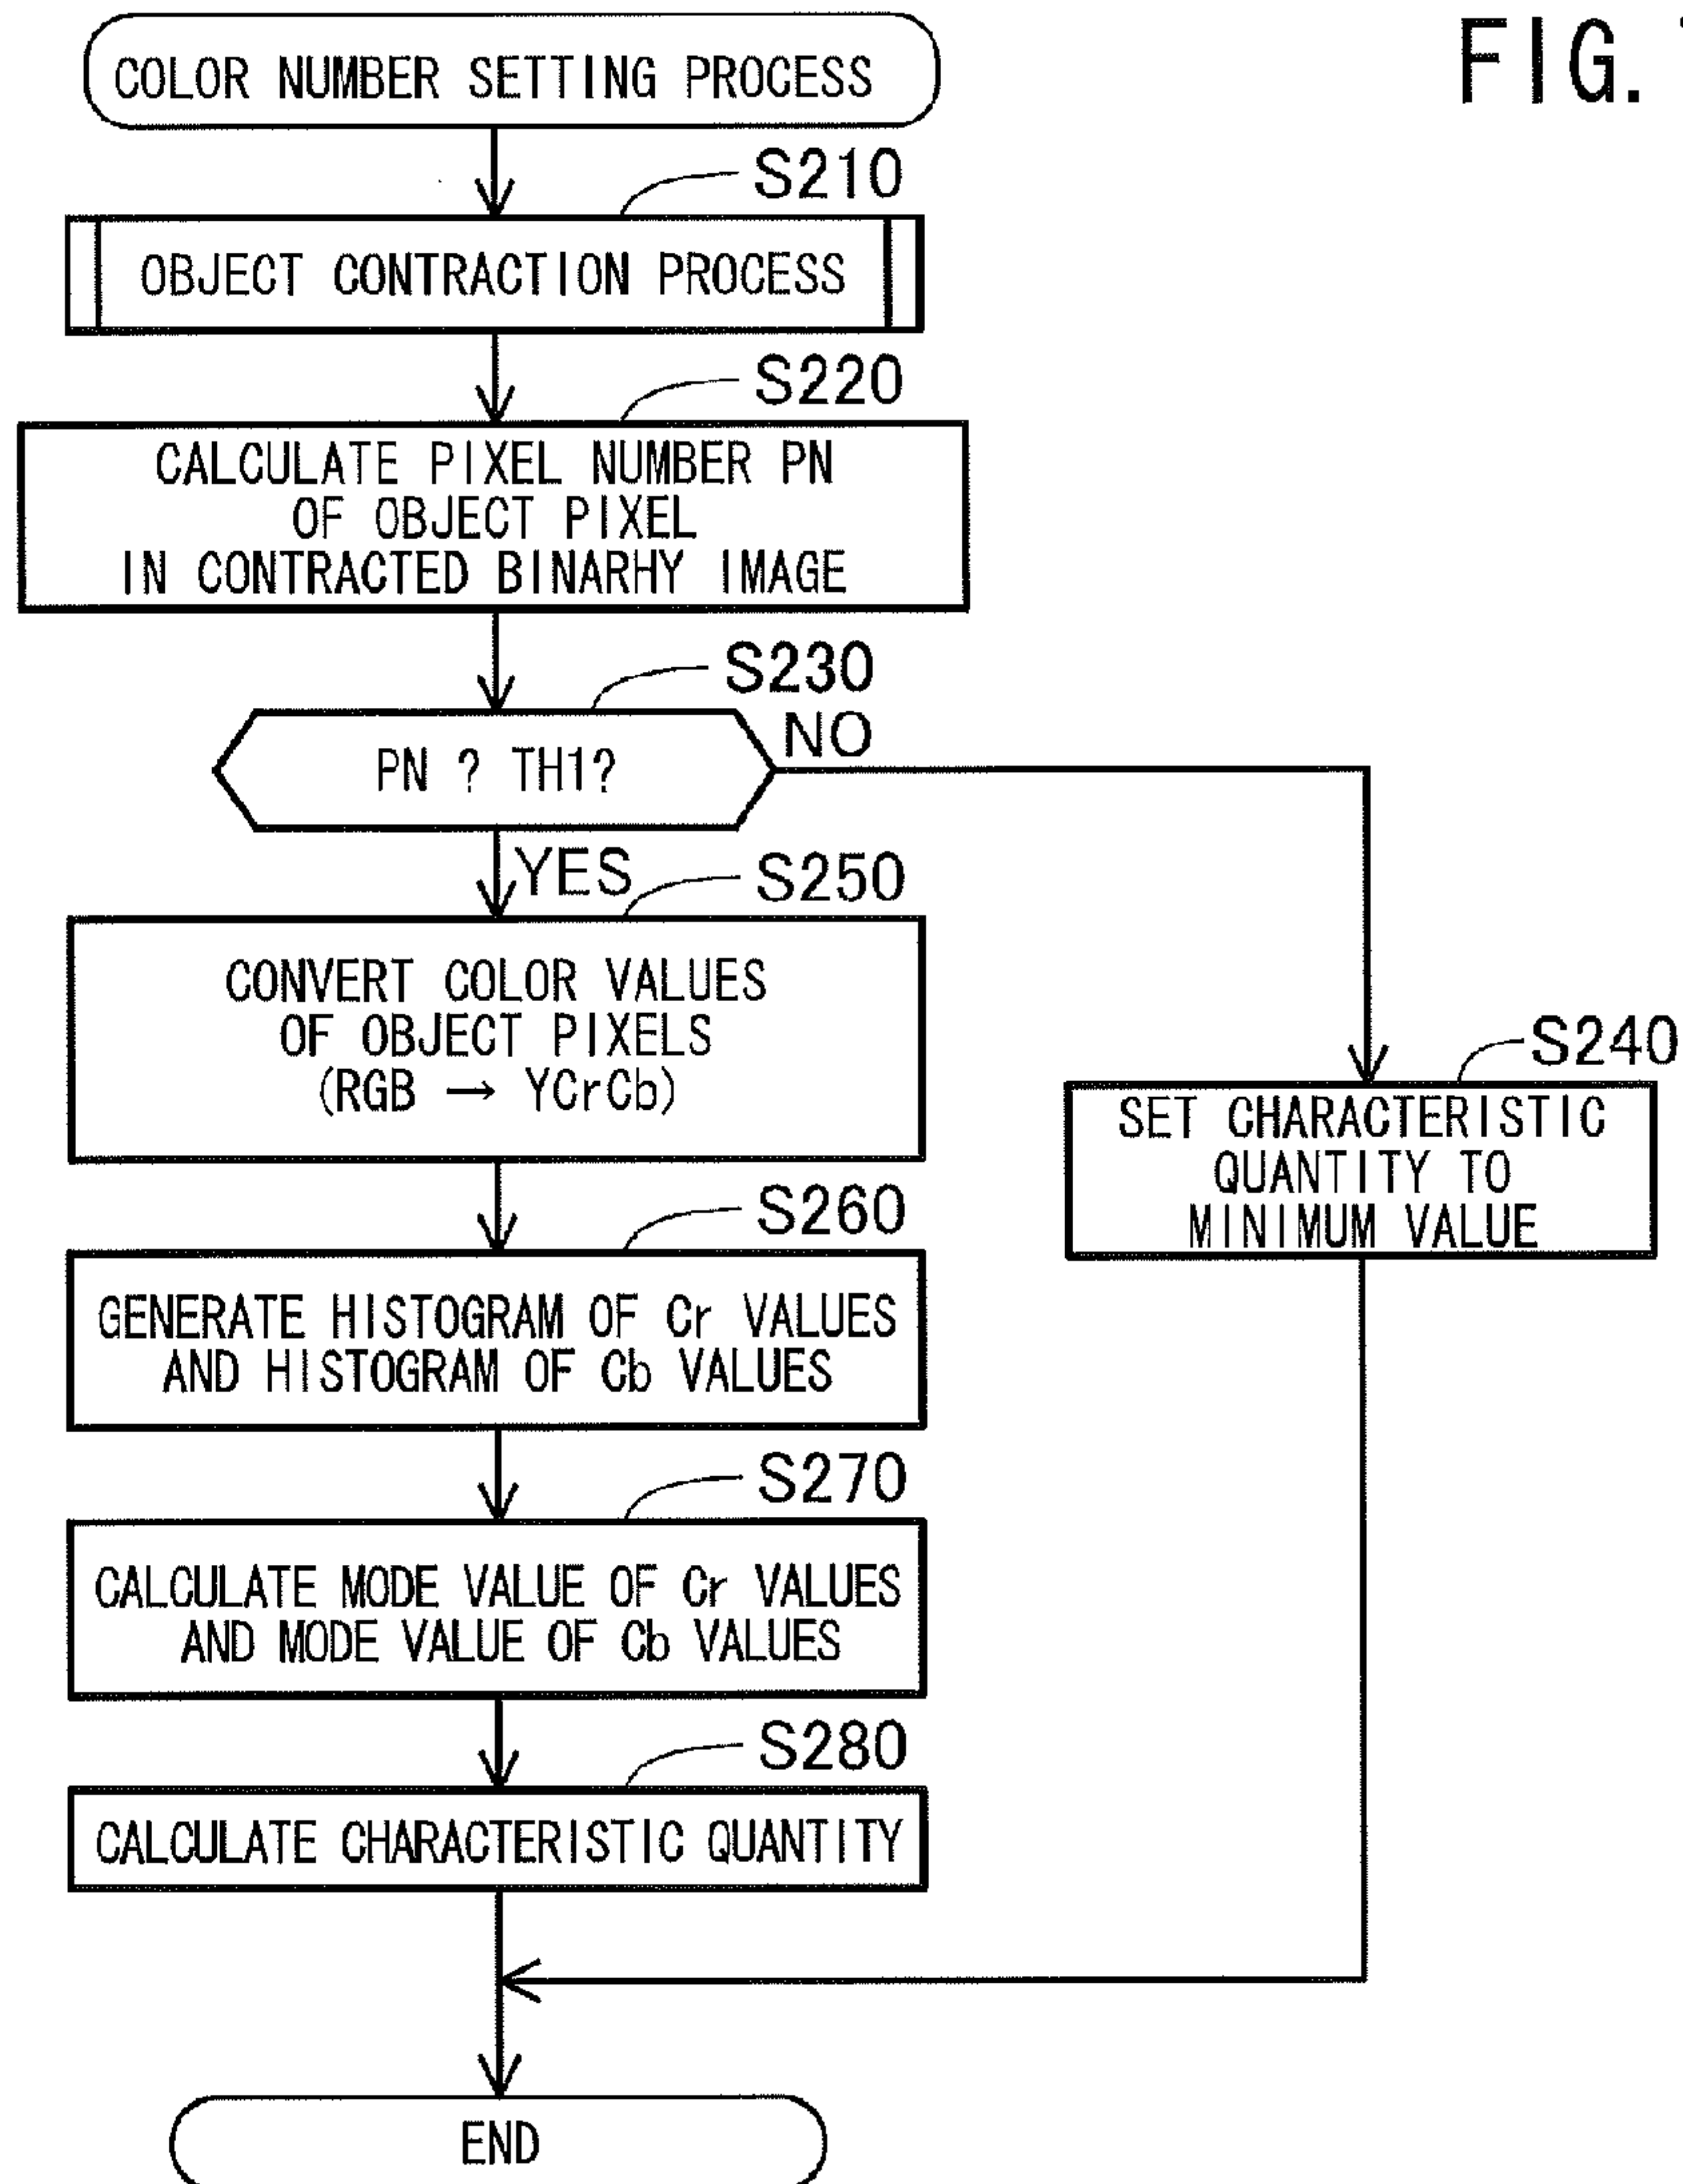 FIG.
COLOR NUMBER SETTING PROCESS
S210
OBJECT CONTRACTION PROCESS
S220
CALCULATE PIXEL NUMBER PN
OF OBJECT PIXEL
IN CONTRACTED BINARHY IMAGE
S230
PN ? TH1?
NO
YES
S250
CONVERT COLOR VALUES
OF OBJECT PIXELS
(RGB → YCrCb)
S240
SET CHARACTERISTIC
QUANTITY TO
MINIMUM VALUE
S260
GENERATE HISTOGRAM OF Cr VALUES
AND HISTOGRAM OF Cb VALUES
S270
CALCULATE MODE VALUE OF Cr VALUES
AND MODE VALUE OF Cb VALUES
S280
CALCULATE CHARACTERISTIC QUANTITY
END